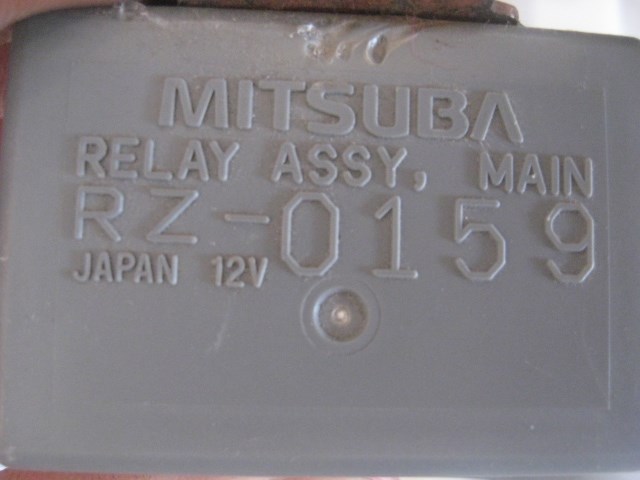 MITSUBA
RELAY ASSY, MAIN
RZ-0159
JAPAN 12V